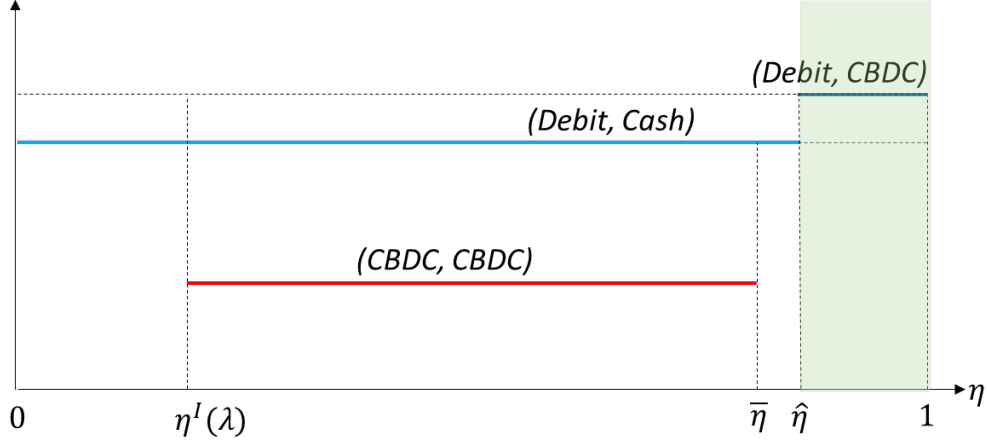 (Debit, CBDC)
(Debit, Cash)
(CBDC, CBDC)
0
η^I(λ)
η̅
η̂
1
η